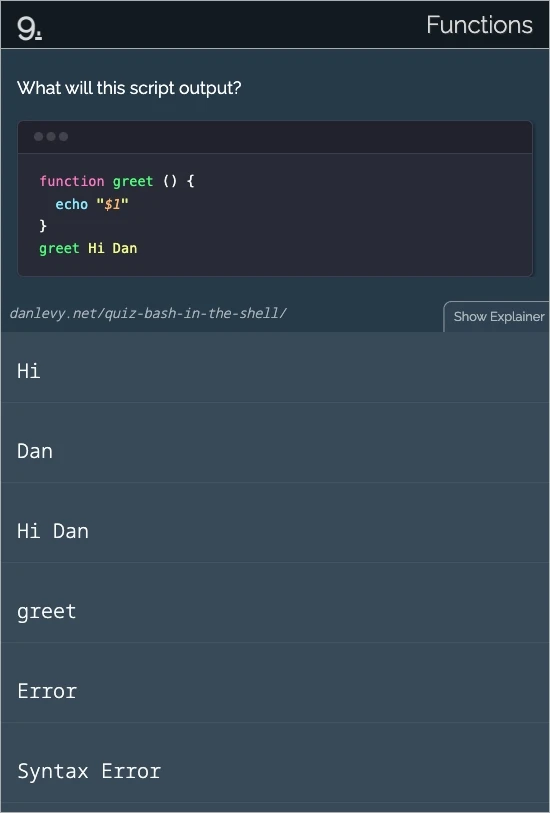 9.
Functions
What will this script output?
function greet () {
  echo "$1"
}
greet Hi Dan
danlevy.net/quiz-bash-in-the-shell/
Show Explainer
Hi
Dan
Hi Dan
greet
Error
Syntax Error